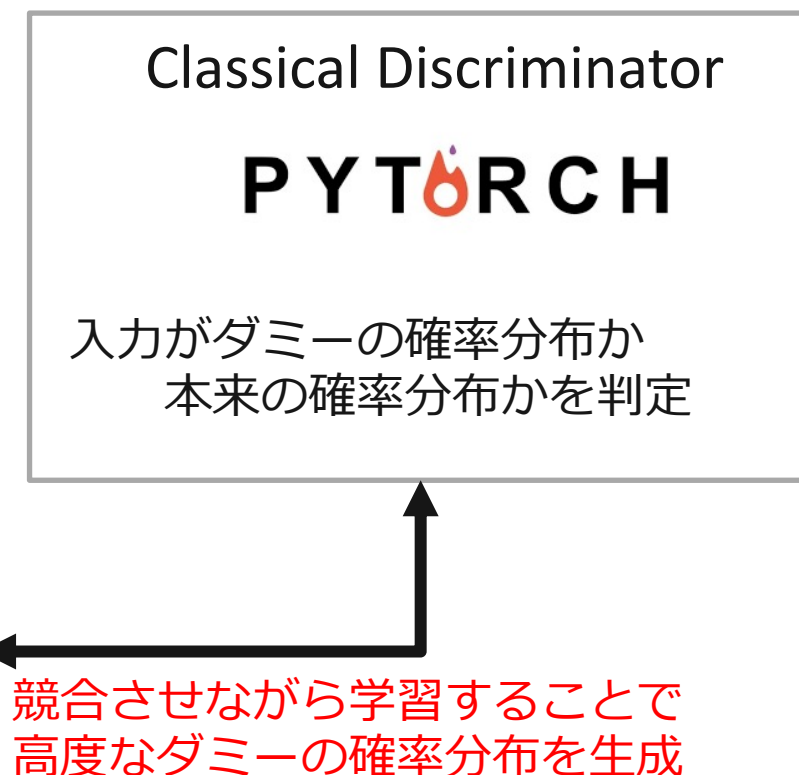 Classical Discriminator
PYTORCH
入力がダミーの確率分布か
本来の確率分布かを判定
競合させながら学習することで
高度なダミーの確率分布を生成